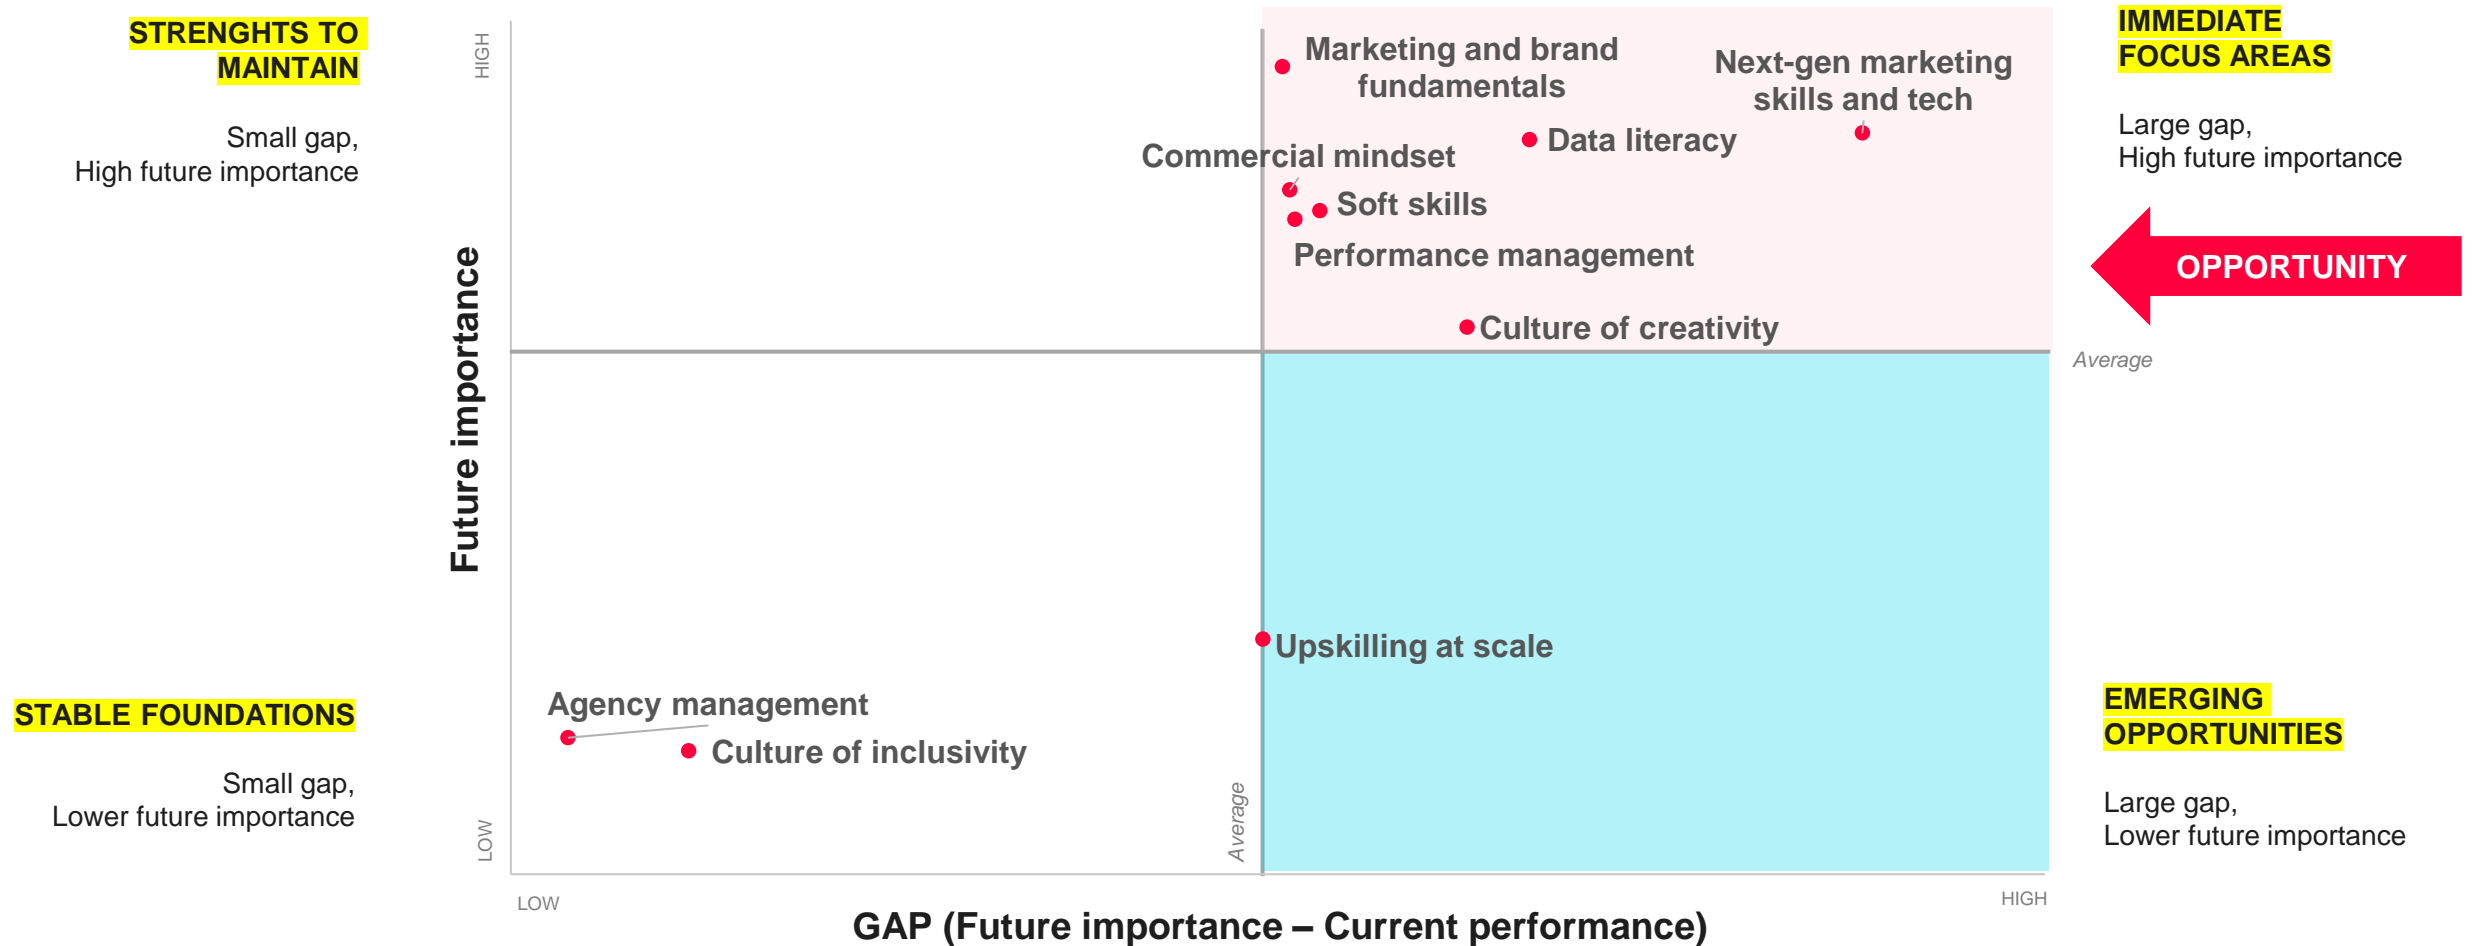 STRENGHTS TO
MAINTAIN
Small gap,
High future importance
STABLE FOUNDATIONS
Small gap,
Lower future importance
Future importance
HIGH
LOW
Marketing and brand
fundamentals
Next-gen marketing
skills and tech
Data literacy
Commercial mindset
Soft skills
Performance management
Culture of creativity
Upskilling at scale
Agency management
Culture of inclusivity
Average
Average
LOW
HIGH
GAP (Future importance – Current performance)
IMMEDIATE
FOCUS AREAS
Large gap,
High future importance
OPPORTUNITY
EMERGING
OPPORTUNITIES
Large gap,
Lower future importance